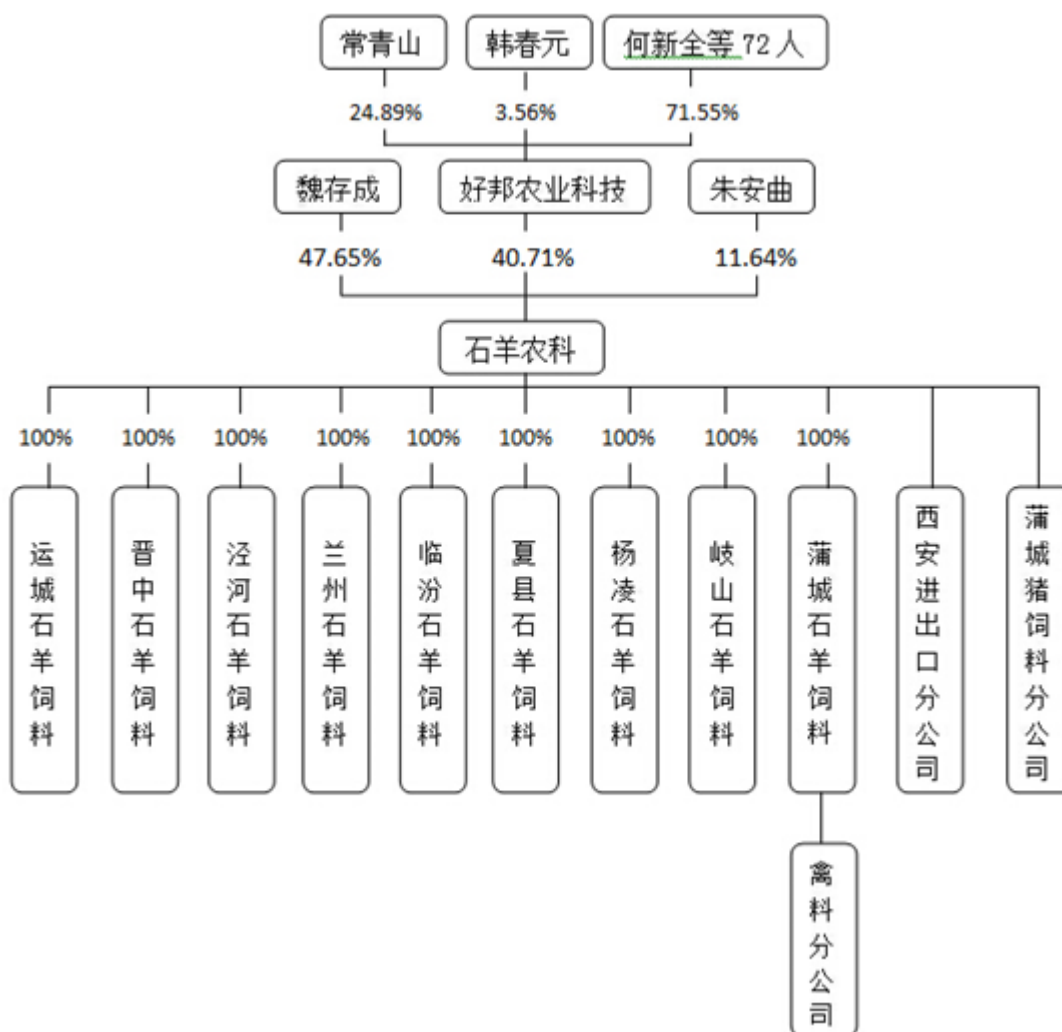 常青山
韩春元
何新全等 72 人
24.89%
3.56%
71.55%
魏存成
好邦农业科技
朱安曲
47.65%
40.71%
11.64%
石羊农科
100%
100%
100%
100%
100%
100%
100%
100%
100%
运城石羊饲料
晋中石羊饲料
泾河石羊饲料
兰州石羊饲料
临汾石羊饲料
夏县石羊饲料
杨凌石羊饲料
岐山石羊饲料
蒲城石羊饲料
西安进出口分公司
蒲城猪饲料分公司
禽料分公司